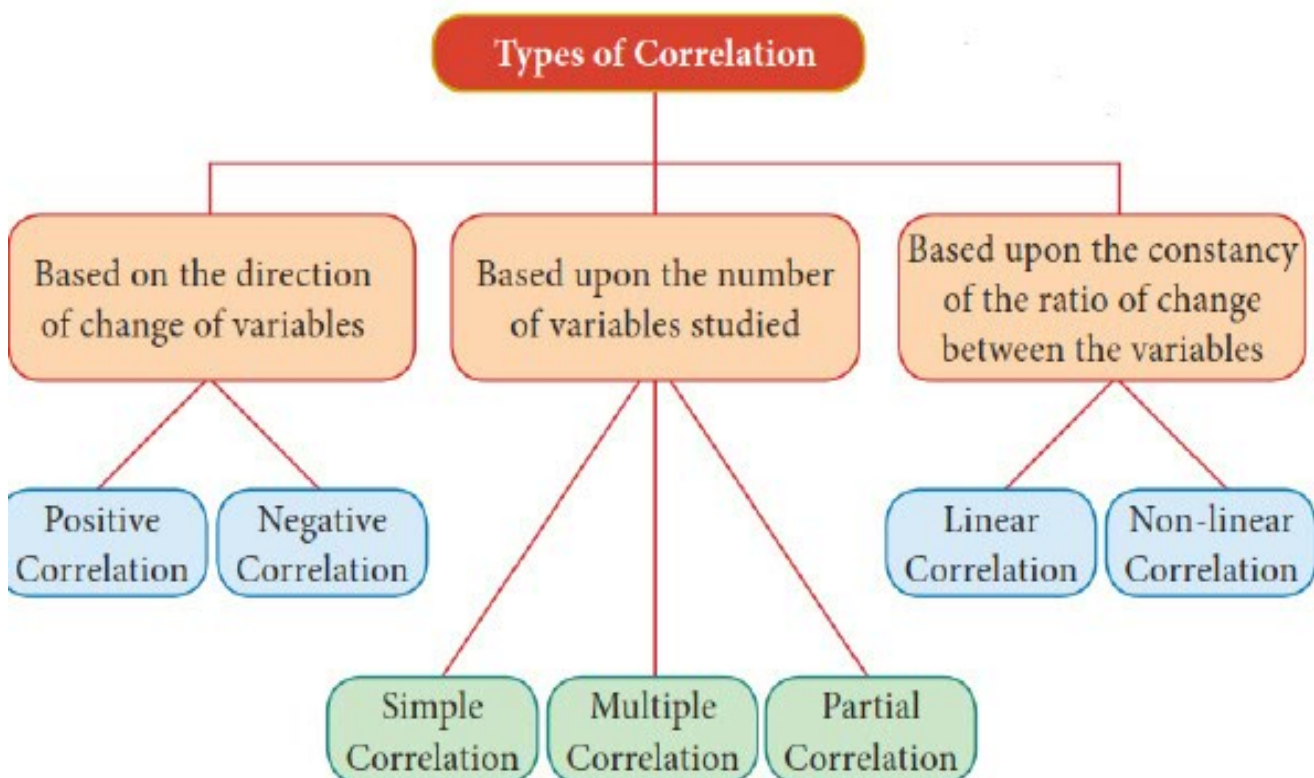 Types of Correlation
Based on the direction
of change of variables
Based upon the number
of variables studied
Based upon the constancy
of the ratio of change
between the variables
Positive
Correlation
Negative
Correlation
Linear
Correlation
Non-linear
Correlation
Simple
Correlation
Multiple
Correlation
Partial
Correlation